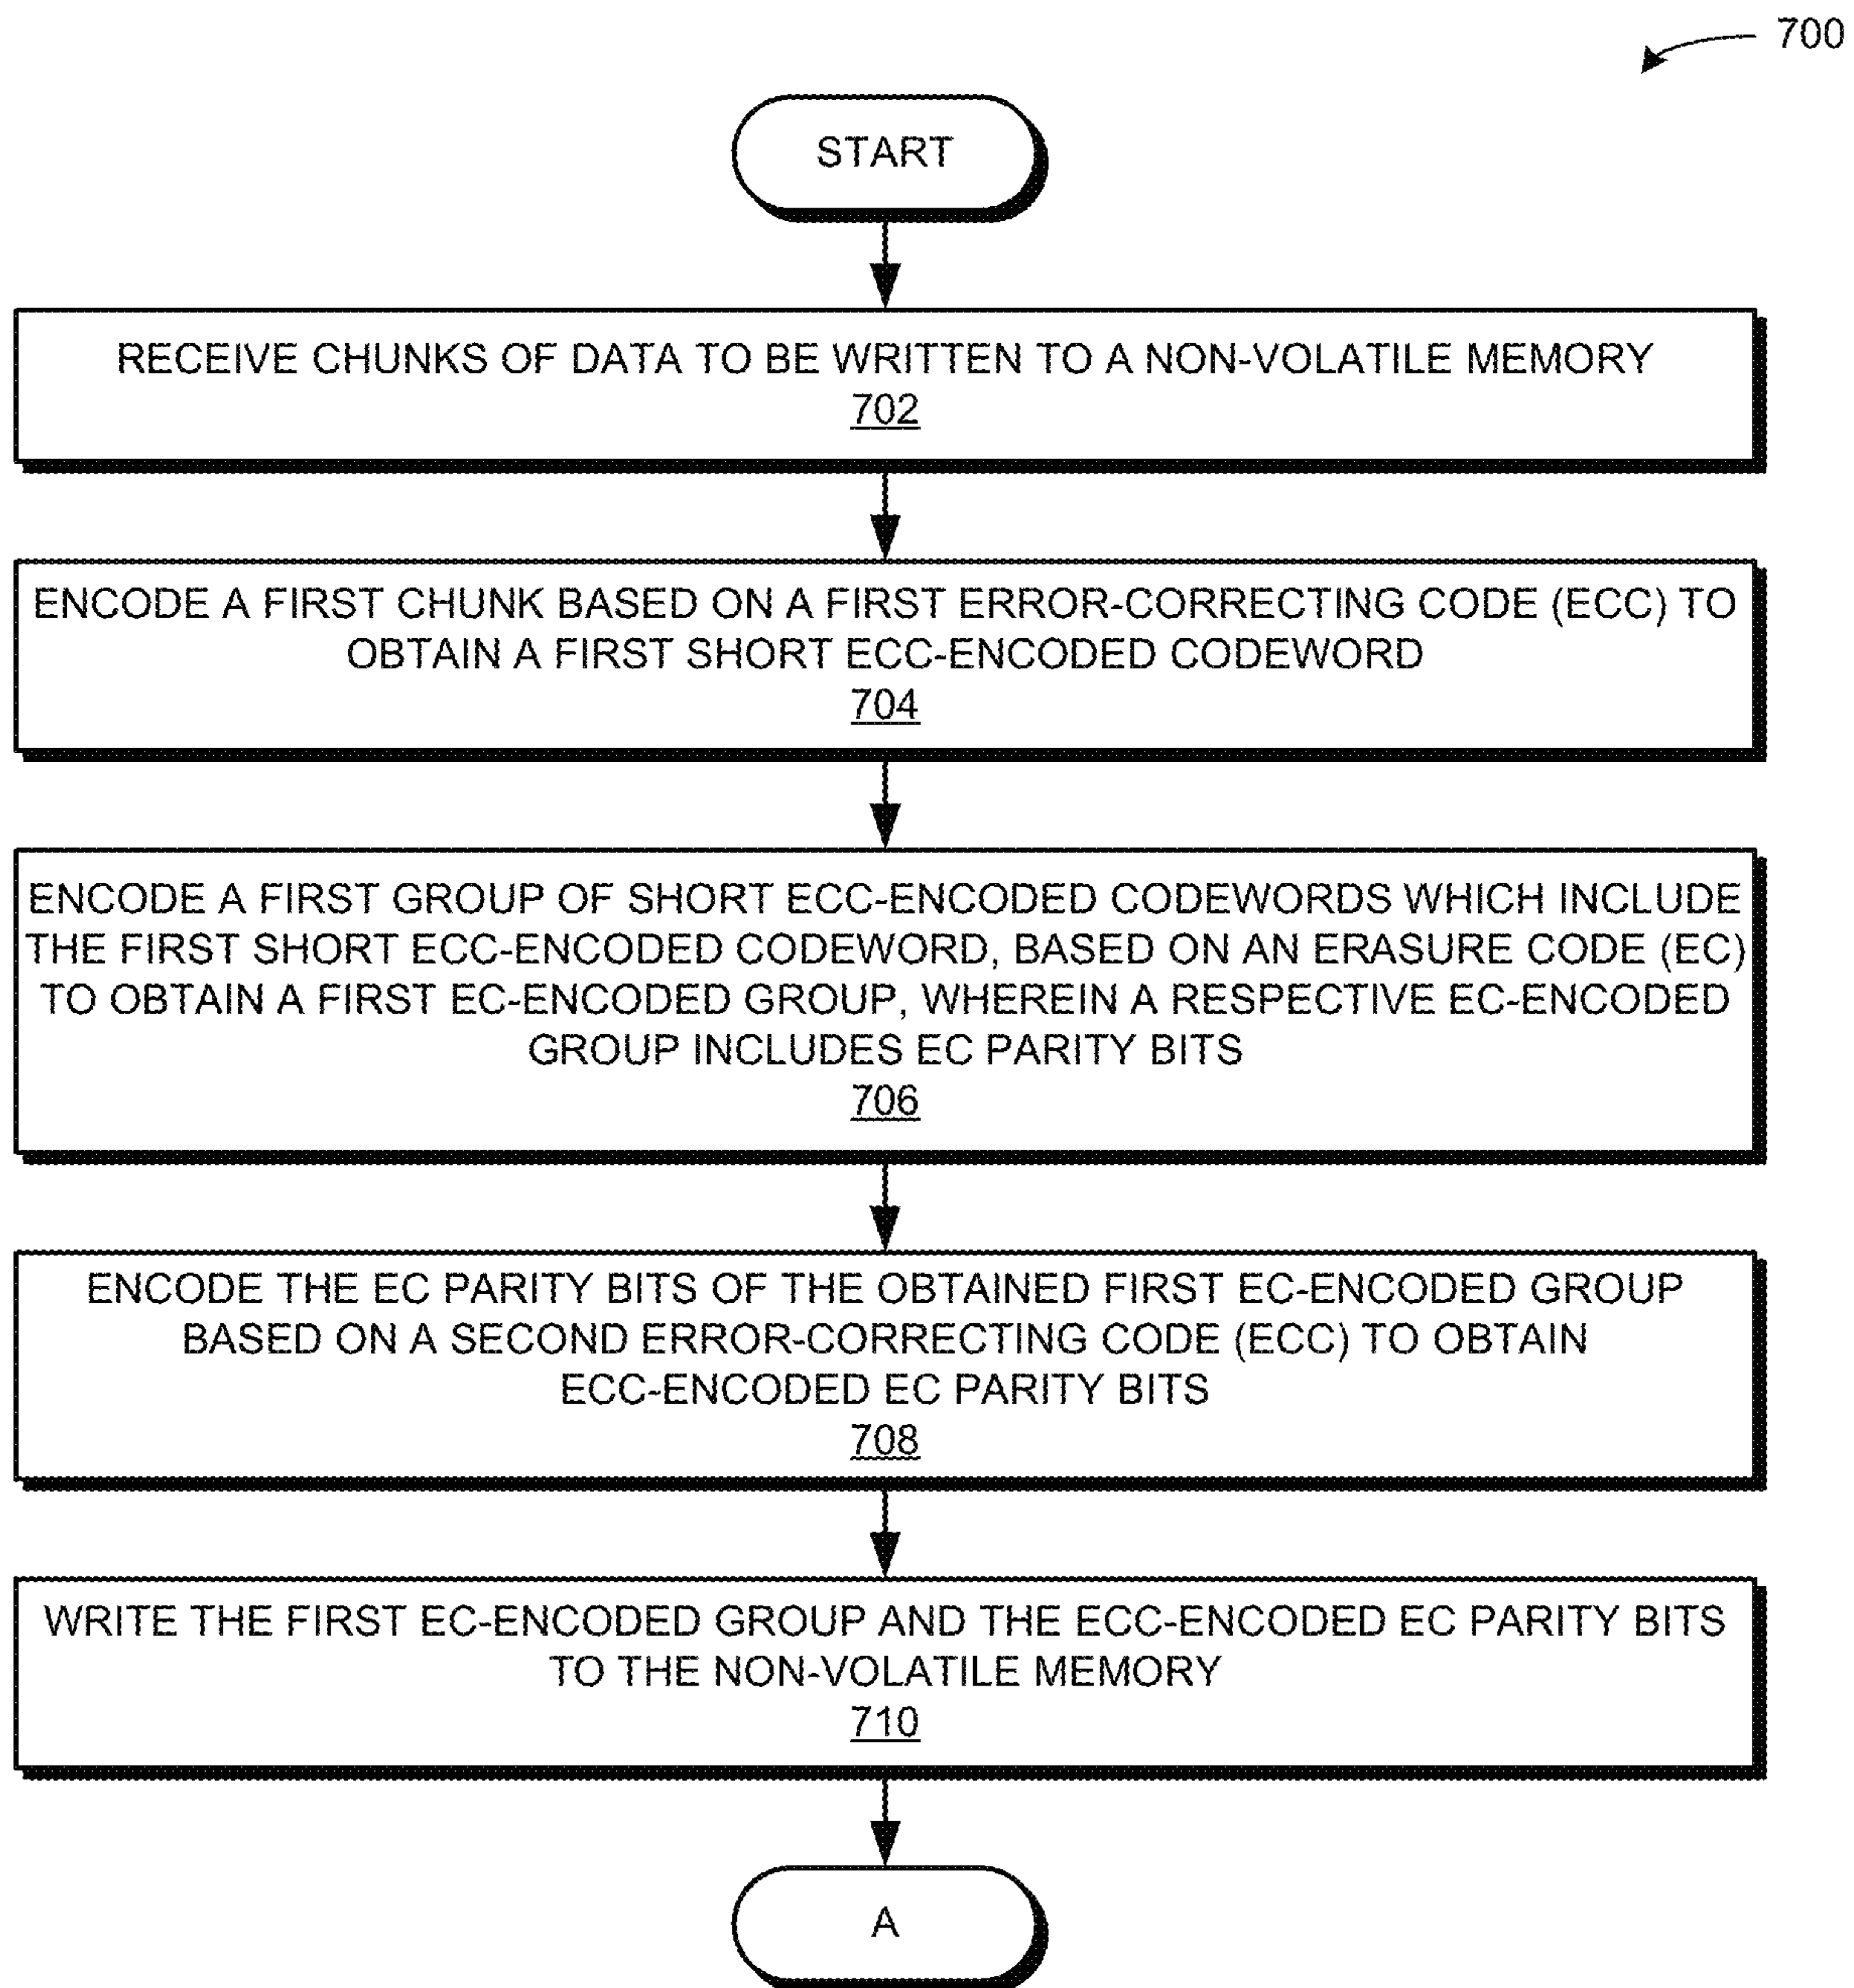 700
START
RECEIVE CHUNKS OF DATA TO BE WRITTEN TO A NON-VOLATILE MEMORY
702
ENCODE A FIRST CHUNK BASED ON A FIRST ERROR-CORRECTING CODE (ECC) TO
OBTAIN A FIRST SHORT ECC-ENCODED CODEWORD
704
ENCODE A FIRST GROUP OF SHORT ECC-ENCODED CODEWORDS WHICH INCLUDE
THE FIRST SHORT ECC-ENCODED CODEWORD, BASED ON AN ERASURE CODE (EC)
TO OBTAIN A FIRST EC-ENCODED GROUP, WHEREIN A RESPECTIVE EC-ENCODED
GROUP INCLUDES EC PARITY BITS
706
ENCODE THE EC PARITY BITS OF THE OBTAINED FIRST EC-ENCODED GROUP
BASED ON A SECOND ERROR-CORRECTING CODE (ECC) TO OBTAIN
ECC-ENCODED EC PARITY BITS
708
WRITE THE FIRST EC-ENCODED GROUP AND THE ECC-ENCODED EC PARITY BITS
TO THE NON-VOLATILE MEMORY
710
A